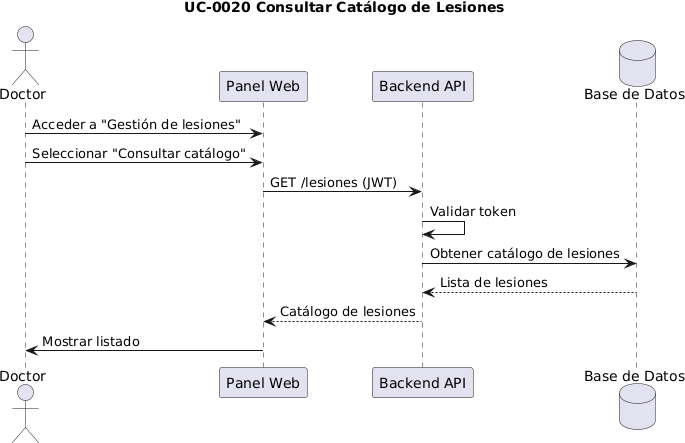 UC-0020 Consultar Catálogo de Lesiones
Doctor
Panel Web
Backend API
Base de Datos
Acceder a "Gestión de lesiones"
Seleccionar "Consultar catálogo"
GET /lesiones (JWT)
Validar token
Obtener catálogo de lesiones
Lista de lesiones
Catálogo de lesiones
Mostrar listado
Doctor
Panel Web
Backend API
Base de Datos